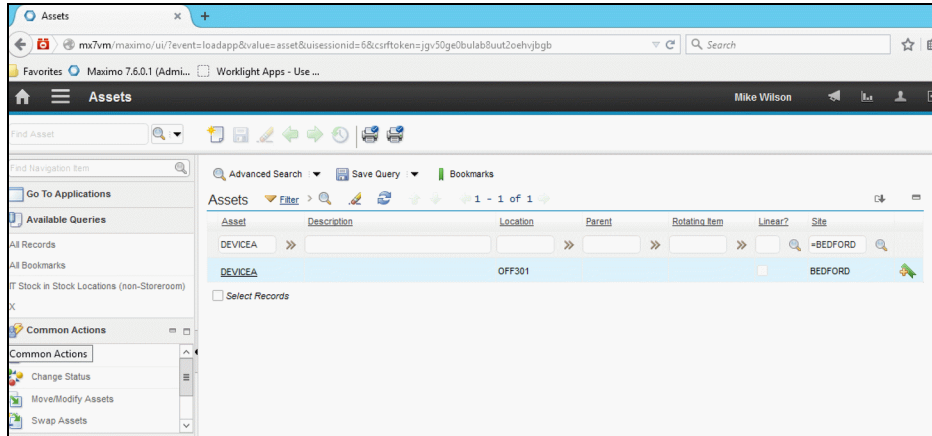 Assets
mx7vm/maximo/ui/?event=loadapp&value=asset&uisessionid=6&csrftoken=jgv50ge0bulab8uut2oehvjbgb
Search
Favorites Maximo 7.6.0.1 (Admi... Worklight Apps - Use ...
Assets Mike Wilson
Find Asset
Find Navigation Item
Advanced Search Save Query Bookmarks
Go To Applications
Assets Filter 1 - 1 of 1
Available Queries
Asset Description Location Parent Rotating Item Linear? Site
All Records
DEVICEA =BEDFORD
All Bookmarks
DEVICEA OFF301 BEDFORD
IT Stock in Stock Locations (non-Storeroom)
Select Records
X
Common Actions
Common Actions
Change Status
Move/Modify Assets
Swap Assets